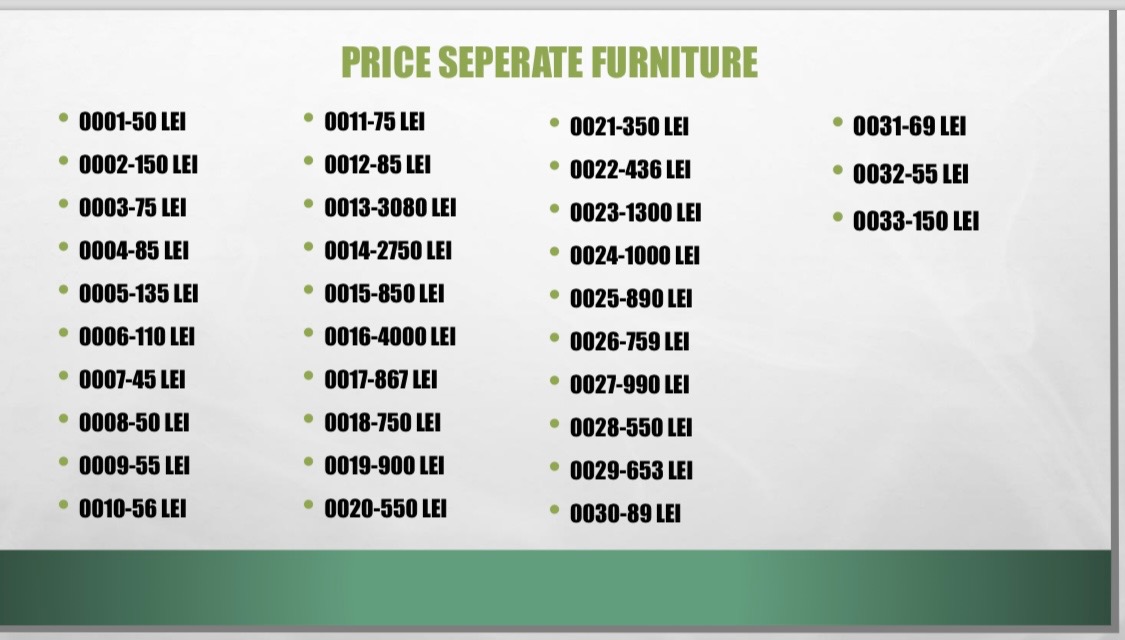 PRICE SEPERATE FURNITURE
0001-50 LEI
0002-150 LEI
0003-75 LEI
0004-85 LEI
0005-135 LEI
0006-110 LEI
0007-45 LEI
0008-50 LEI
0009-55 LEI
0010-56 LEI
0011-75 LEI
0012-85 LEI
0013-3080 LEI
0014-2750 LEI
0015-850 LEI
0016-4000 LEI
0017-867 LEI
0018-750 LEI
0019-900 LEI
0020-550 LEI
0021-350 LEI
0022-436 LEI
0023-1300 LEI
0024-1000 LEI
0025-890 LEI
0026-759 LEI
0027-990 LEI
0028-550 LEI
0029-653 LEI
0030-89 LEI
0031-69 LEI
0032-55 LEI
0033-150 LEI